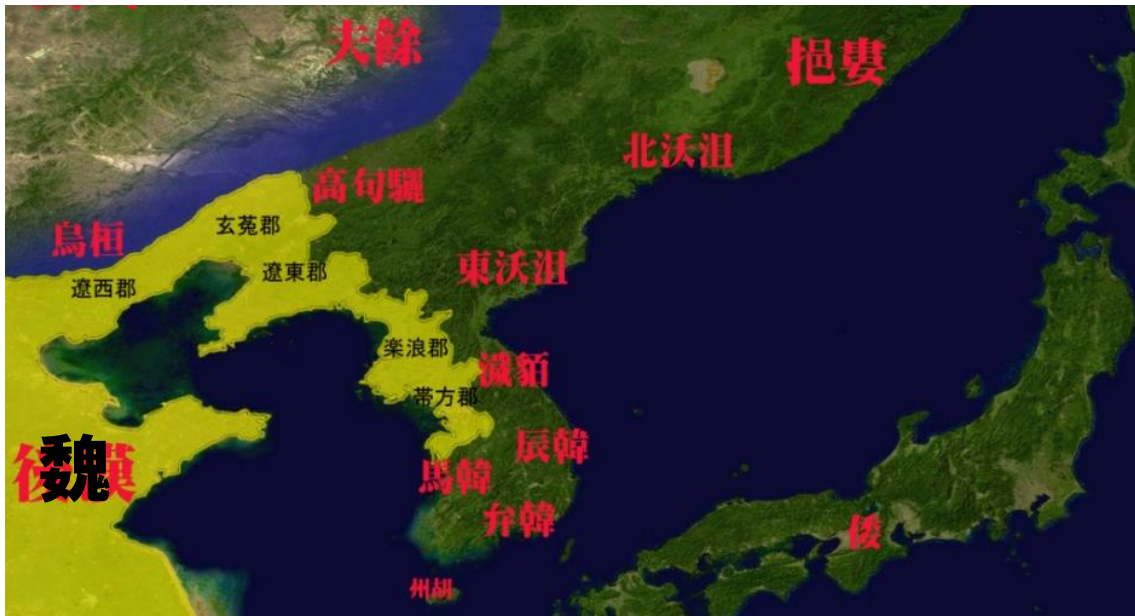 夫餘
挹婁
北沃沮
高句驪
玄菟郡
烏桓
遼東郡
東沃沮
遼西郡
楽浪郡
濊貊
帯方郡
辰韓
後漢
魏
馬韓
弁韓
倭
州胡